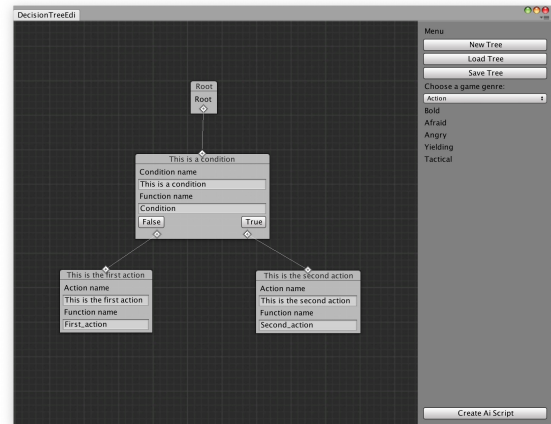 DecisionTreeEdi
Menu
New Tree
Load Tree
Save Tree
Choose a game genre:
Action
Bold
Afraid
Angry
Yielding
Tactical
Root
Root
This is a condition
Condition name
This is a condition
Function name
Condition
False
True
This is the first action
Action name
This is the first action
Function name
First_action
This is the second action
Action name
This is the second action
Function name
Second_action
Create Ai Script